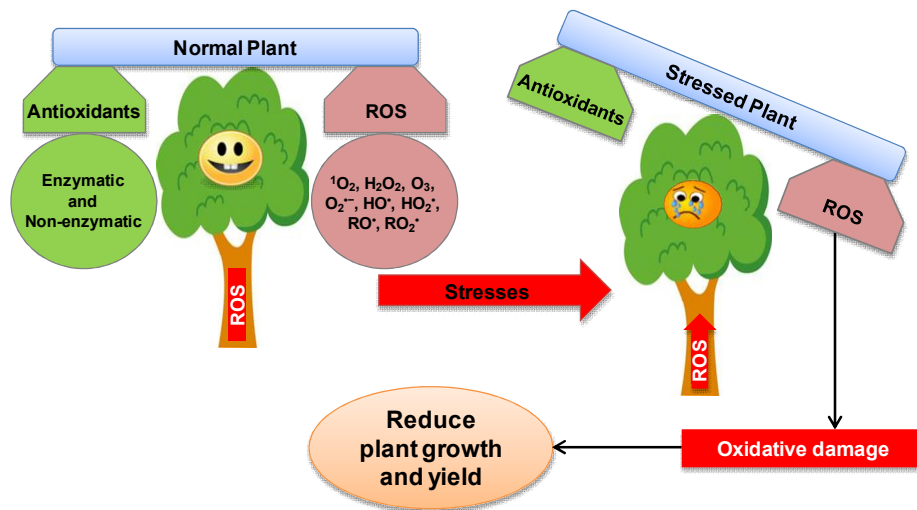 Normal Plant
Antioxidants
ROS
Enzymatic
and
Non-enzymatic
¹O₂, H₂O₂, O₃,
O₂•−, HO•, HO₂•,
RO•, RO₂•
ROS
Stresses
Stressed Plant
Antioxidants
ROS
ROS
Oxidative damage
Reduce
plant growth
and yield